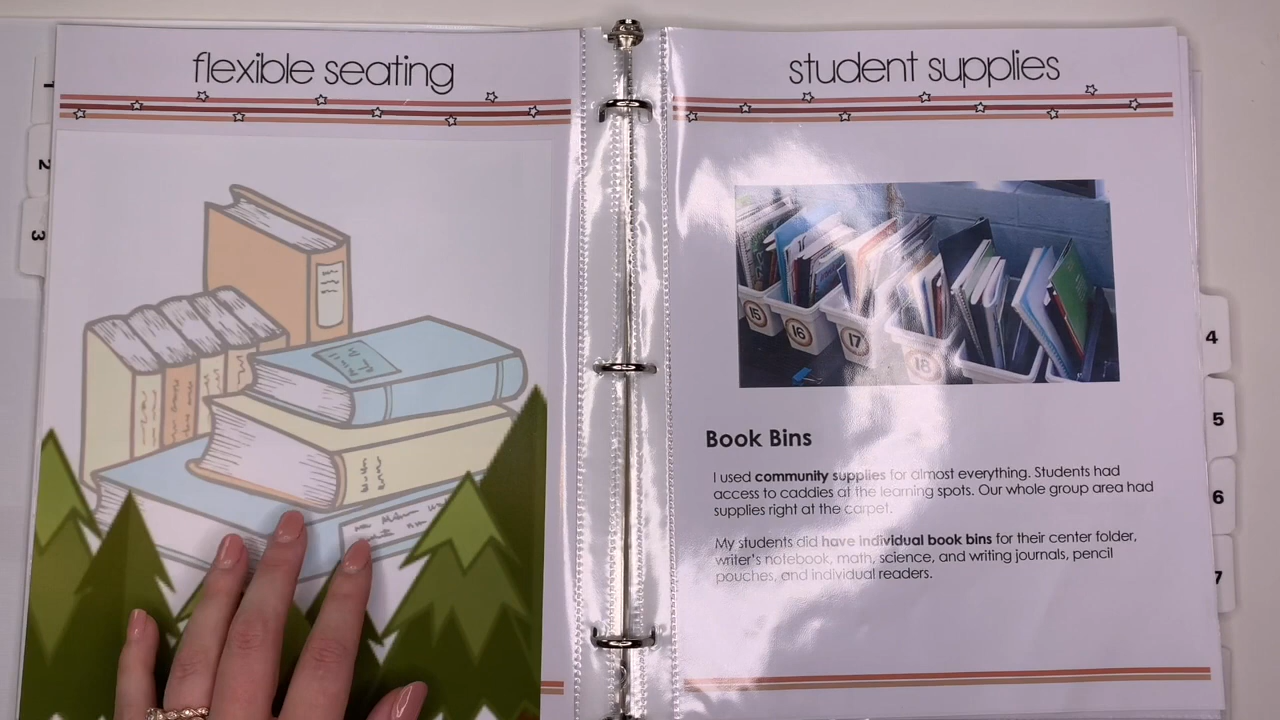 flexible seating
2
3
student supplies
15
16
17
18
Book Bins
I used community supplies for almost everything. Students had
access to caddies at the learning spots. Our whole group area had
supplies right at the carpet.
My students did have individual book bins for their center folder,
writer's notebook, math, science, and writing journals, pencil
pouches, and individual readers.
4
5
6
7